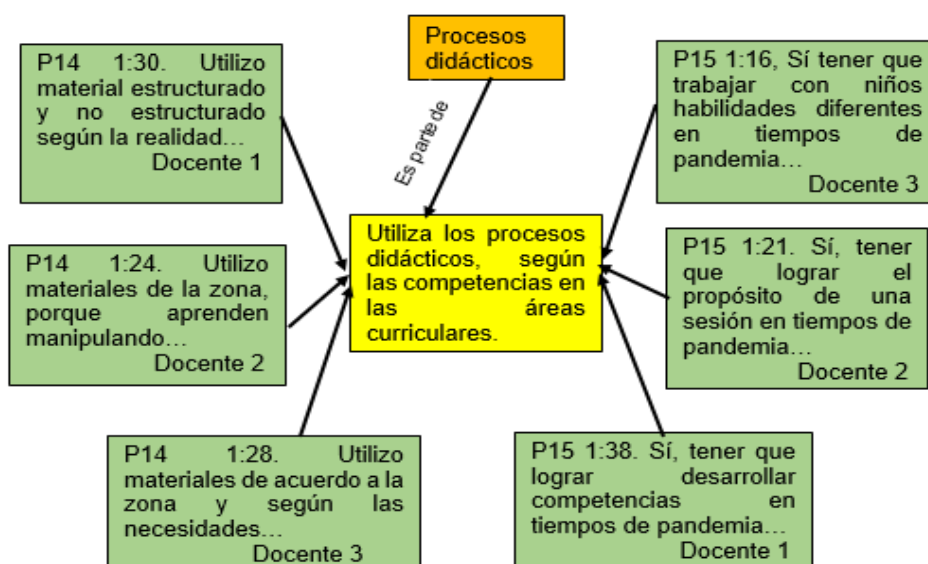 Procesos
didácticos
Es parte de
P14 1:30. Utilizo
material estructurado
y no estructurado
según la realidad...
Docente 1
P15 1:16, Sí tener que
trabajar con niños
habilidades diferentes
en tiempos de
pandemia...
Docente 3
Utiliza los procesos
didácticos, según
las competencias en
las áreas
curriculares.
P14 1:24. Utilizo
materiales de la zona,
porque aprenden
manipulando...
Docente 2
P15 1:21. Sí, tener
que lograr el
propósito de una
sesión en tiempos de
pandemia...
Docente 2
P14 1:28. Utilizo
materiales de acuerdo a la
zona y según las
necesidades...
Docente 3
P15 1:38. Sí, tener que
lograr desarrollar
competencias en
tiempos de pandemia...
Docente 1